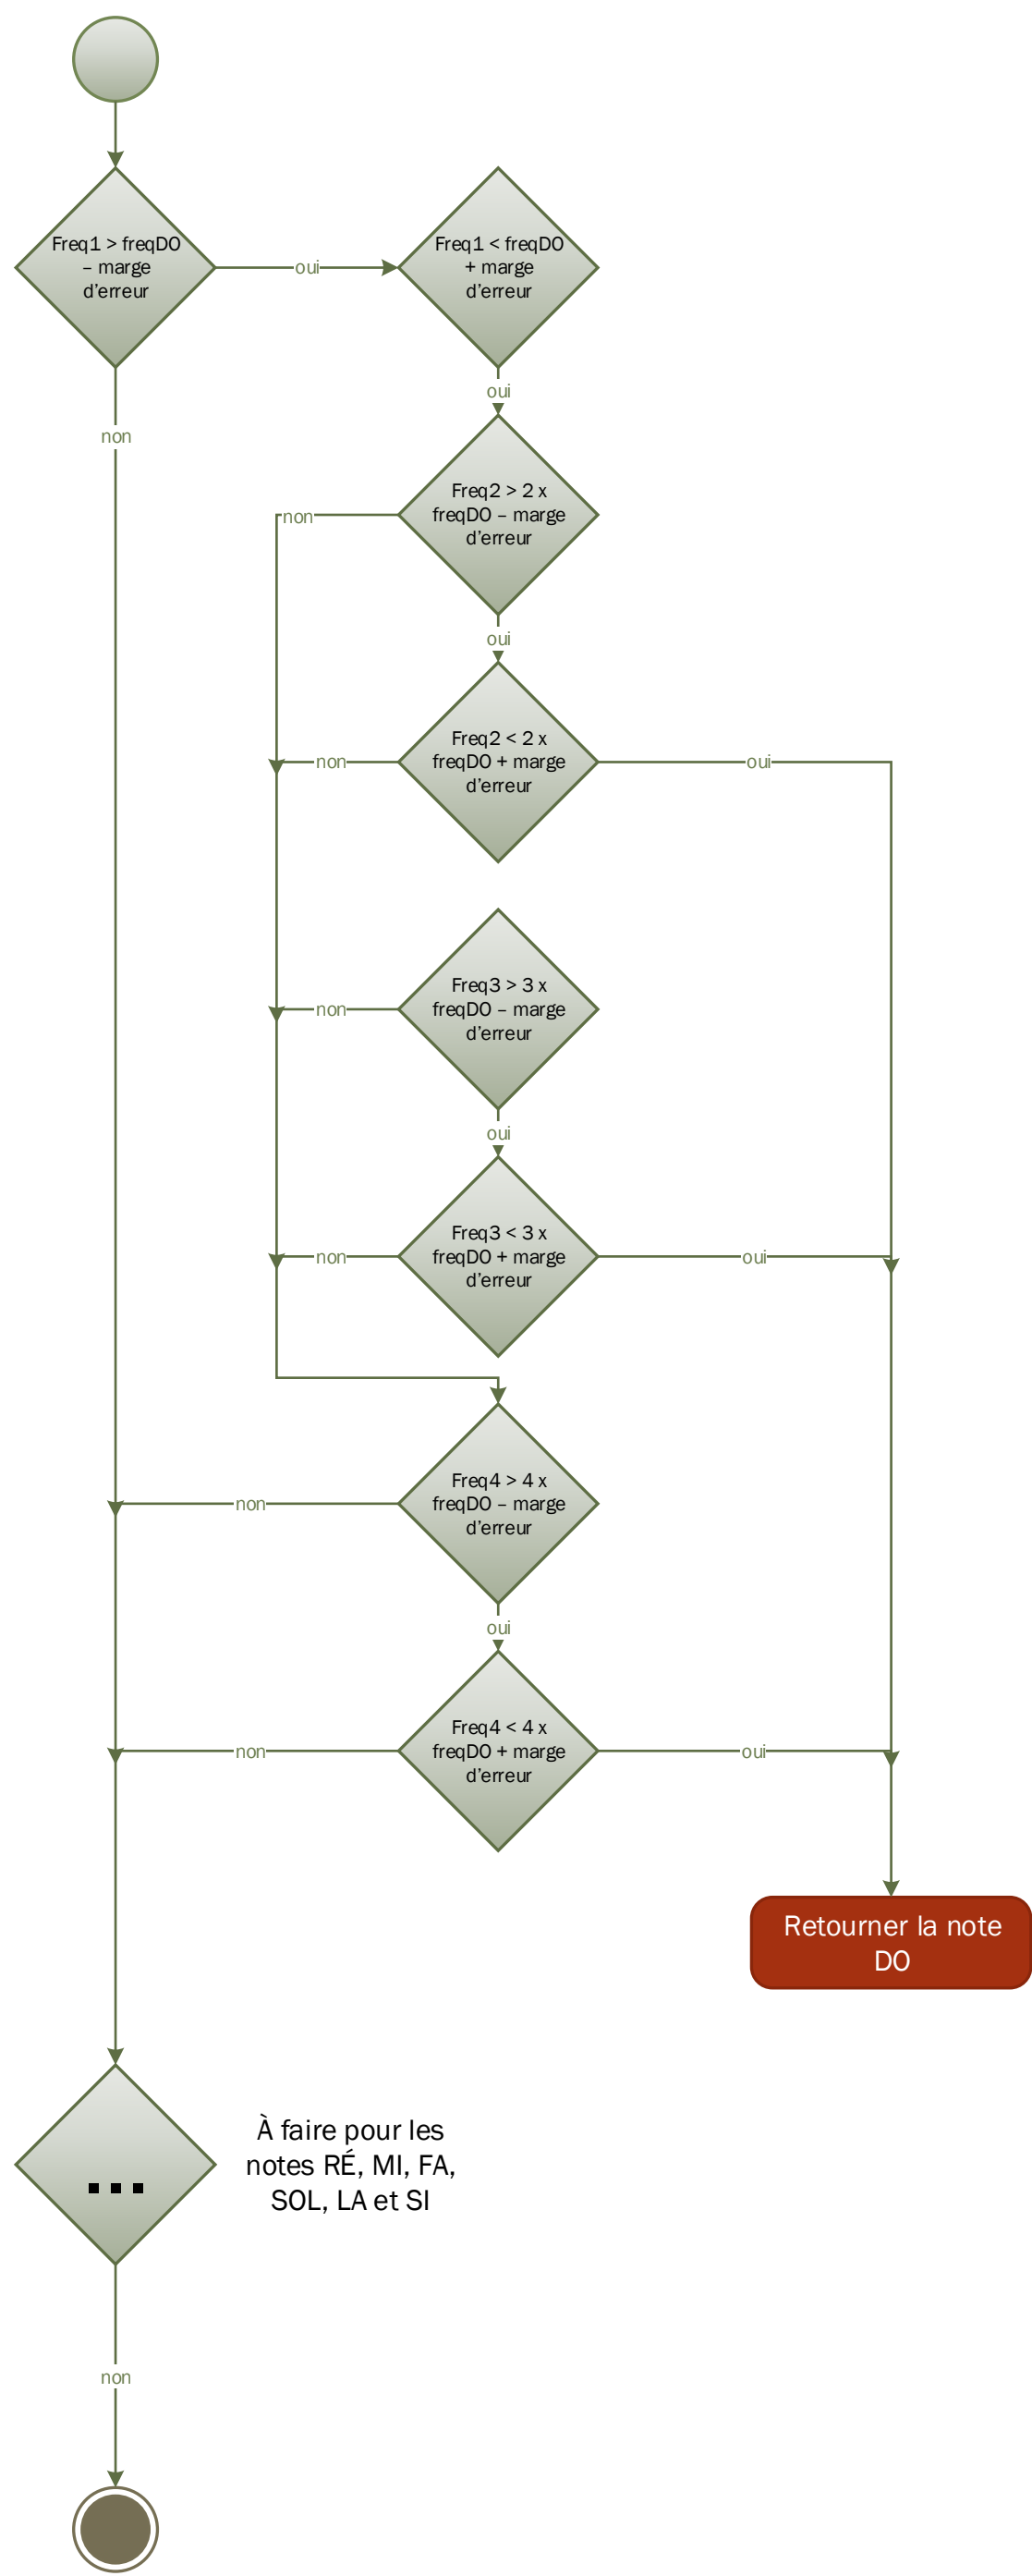 Freq1 > freqDO
– marge
d'erreur
oui
Freq1 < freqDO
+ marge
d'erreur
oui
non
Freq2 > 2 x
freqDO – marge
d'erreur
non
oui
Freq2 < 2 x
freqDO + marge
d'erreur
non
oui
Freq3 > 3 x
freqDO – marge
d'erreur
non
oui
Freq3 < 3 x
freqDO + marge
d'erreur
non
oui
Freq4 > 4 x
freqDO – marge
d'erreur
non
oui
Freq4 < 4 x
freqDO + marge
d'erreur
non
oui
Retourner la note
DO
...
À faire pour les
notes RÉ, MI, FA,
SOL, LA et SI
non